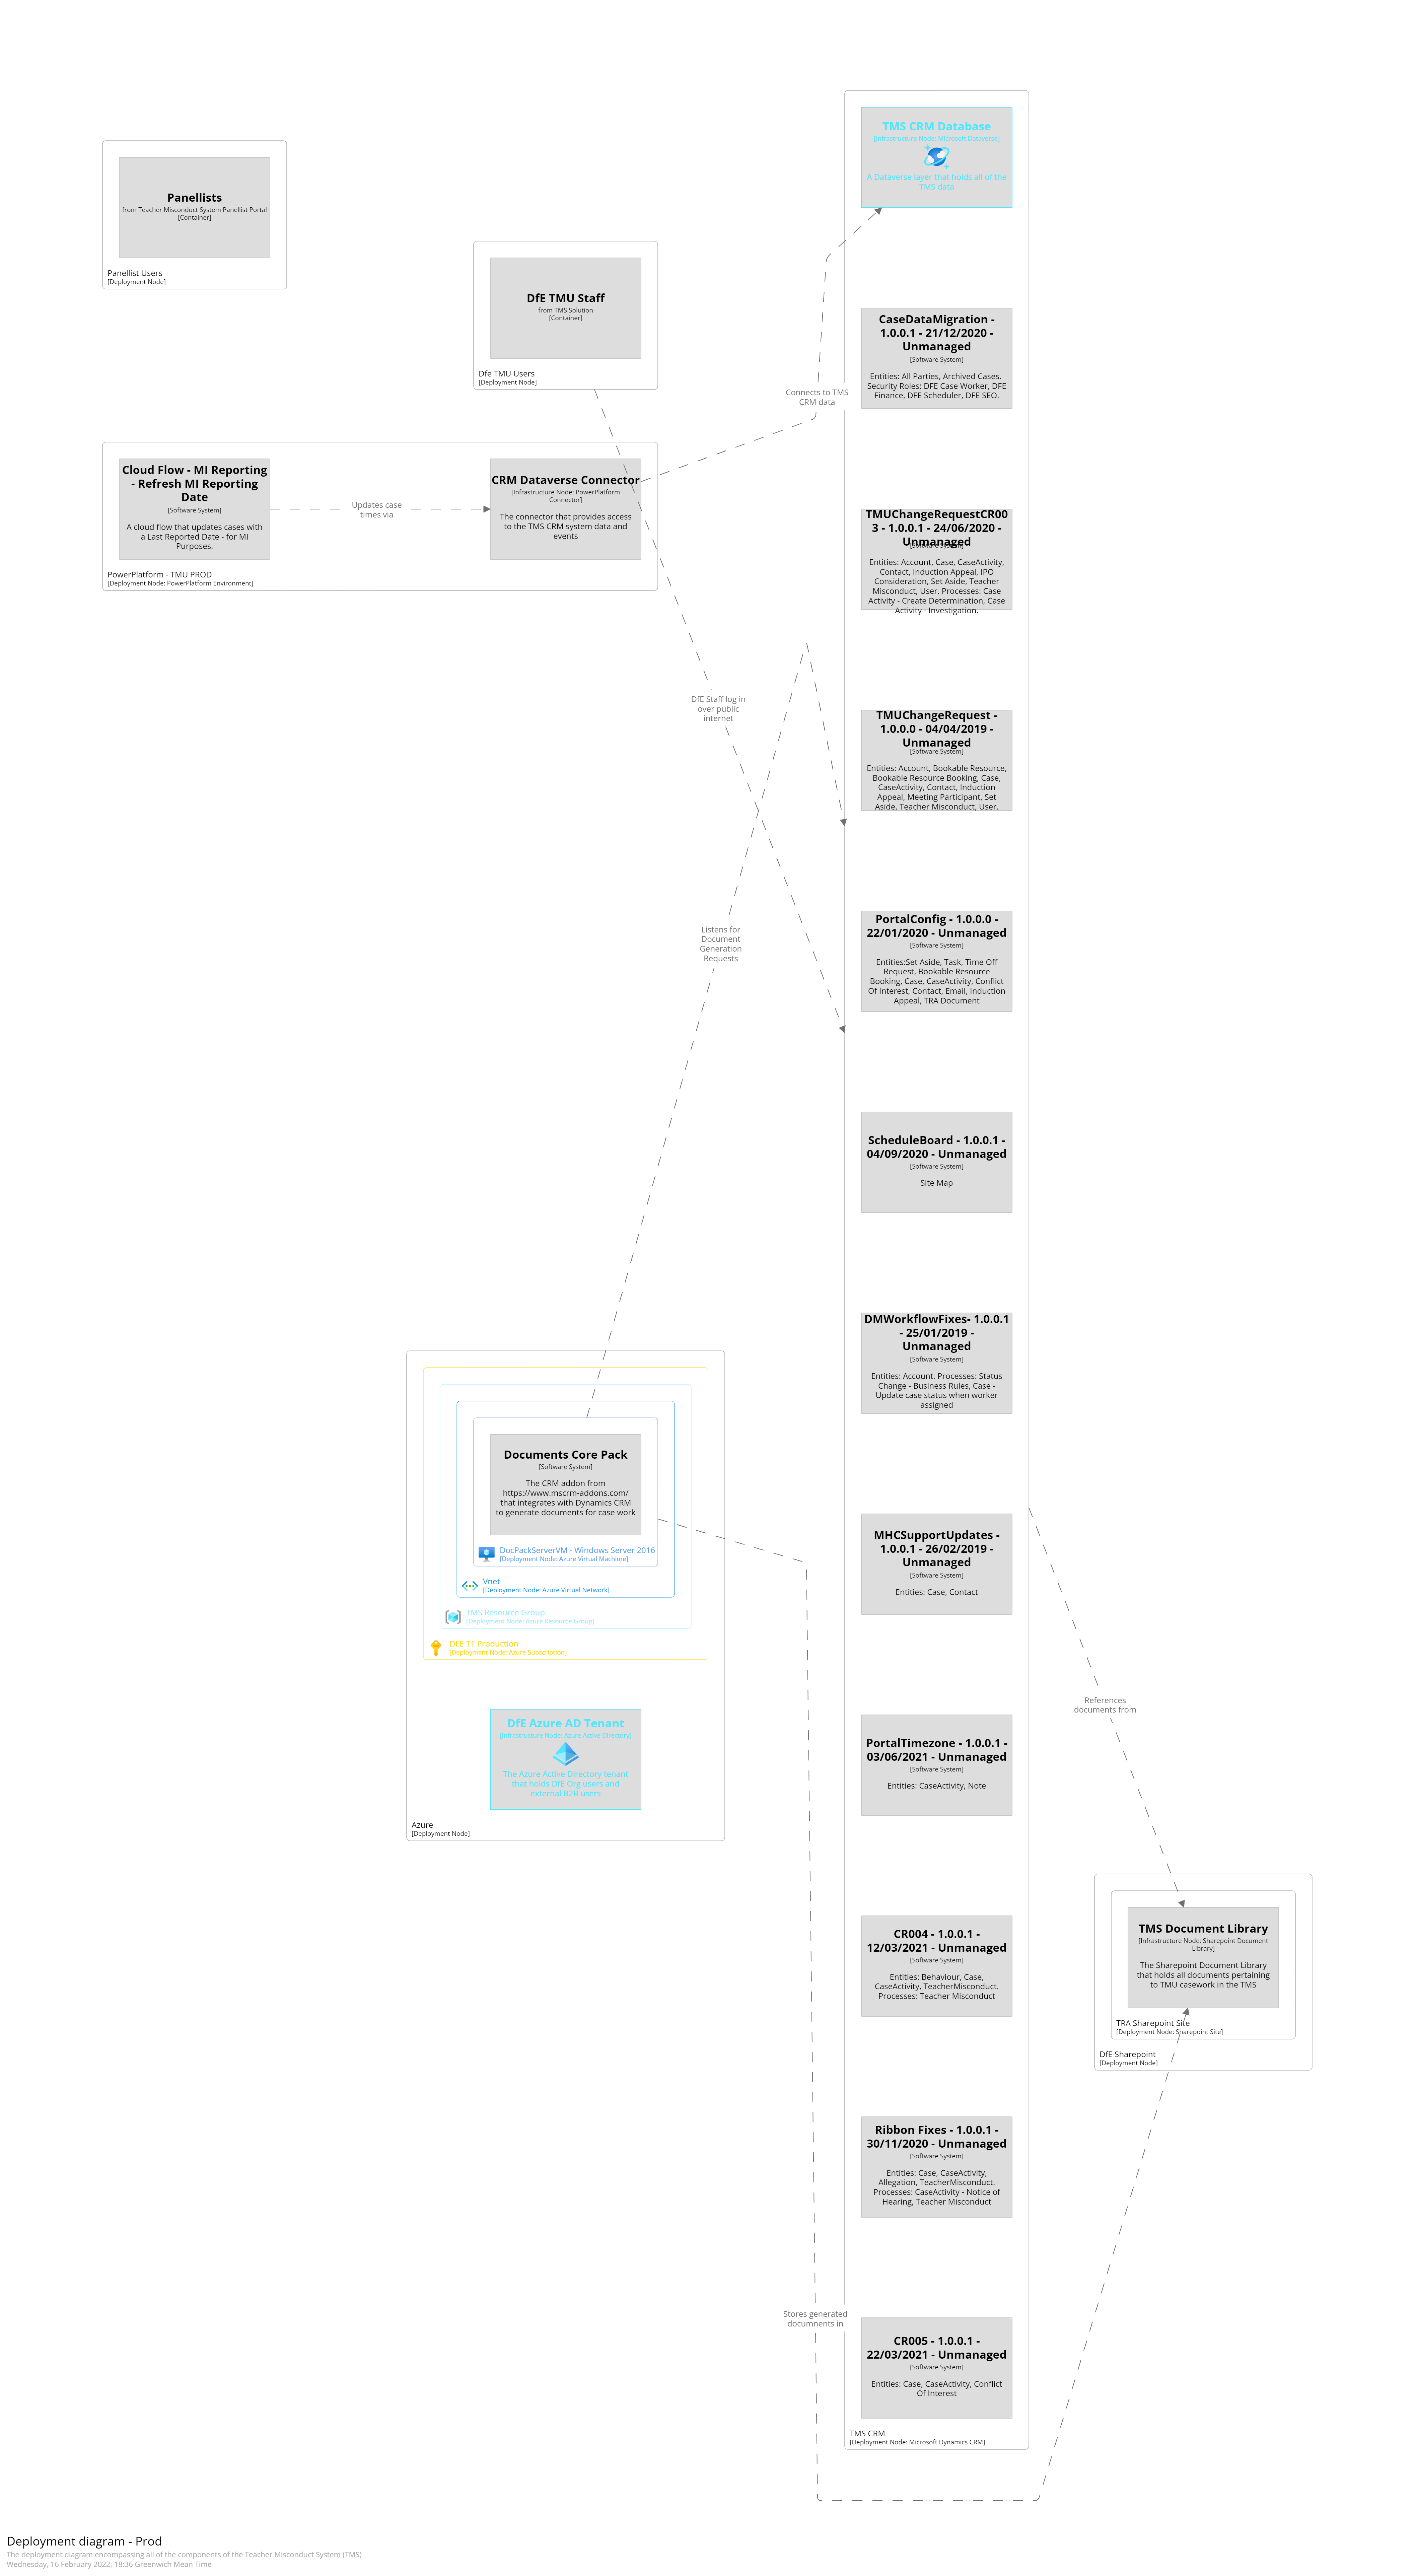 TMS CRM Database
[Infrastructure Node: Microsoft Dataverse]
A Dataverse layer that holds all of the
TMS data
Panellists
from Teacher Misconduct System Panellist Portal
[Container]
Panellist Users
[Deployment Node]
DfE TMU Staff
from TMS Solution
[Container]
Dfe TMU Users
[Deployment Node]
CaseDataMigration -
1.0.0.1 - 21/12/2020 -
Unmanaged
[Software System]
Entities: All Parties, Archived Cases.
Security Roles: DFE Case Worker, DFE
Finance, DFE Scheduler, DFE SEO.
Connects to TMS
CRM data
Cloud Flow - MI Reporting
- Refresh MI Reporting
Date
[Software System]
A cloud flow that updates cases with
a Last Reported Date - for MI
Purposes.
Updates case
times via
CRM Dataverse Connector
[Infrastructure Node: PowerPlatform
Connector]
The connector that provides access
to the TMS CRM system data and
events
PowerPlatform - TMU PROD
[Deployment Node: PowerPlatform Environment]
TMUChangeRequestCR00
3 - 1.0.0.1 - 24/06/2020 -
Unmanaged
[Software System]
Entities: Account, Case, CaseActivity,
Contact, Induction Appeal, IPO
Consideration, Set Aside, Teacher
Misconduct, User. Processes: Case
Activity - Create Determination, Case
Activity - Investigation.
DfE Staff log in
over public
internet
TMUChangeRequest -
1.0.0.0 - 04/04/2019 -
Unmanaged
[Software System]
Entities: Account, Bookable Resource,
Bookable Resource Booking, Case,
CaseActivity, Contact, Induction
Appeal, Meeting Participant, Set
Aside, Teacher Misconduct, User.
Listens for
Document
Generation
Requests
PortalConfig - 1.0.0.0 -
22/01/2020 - Unmanaged
[Software System]
Entities:Set Aside, Task, Time Off
Request, Bookable Resource
Booking, Case, CaseActivity, Conflict
Of Interest, Contact, Email, Induction
Appeal, TRA Document
ScheduleBoard - 1.0.0.1 -
04/09/2020 - Unmanaged
[Software System]
Site Map
DMWorkflowFixes- 1.0.0.1
- 25/01/2019 -
Unmanaged
[Software System]
Entities: Account. Processes: Status
Change - Business Rules, Case -
Update case status when worker
assigned
Documents Core Pack
[Software System]
The CRM addon from
https://www.mscrm-addons.com/
that integrates with Dynamics CRM
to generate documents for case work
DocPackServerVM - Windows Server 2016
[Deployment Node: Azure Virtual Machime]
Vnet
[Deployment Node: Azure Virtual Network]
TMS Resource Group
[Deployment Node: Azure Resource Group]
DFE T1 Production
[Deployment Node: Azure Subscription]
DfE Azure AD Tenant
[Infrastructure Node: Azure Active Directory]
The Azure Active Directory tenant
that holds DfE Org users and
external B2B users
Azure
[Deployment Node]
MHCSupportUpdates -
1.0.0.1 - 26/02/2019 -
Unmanaged
[Software System]
Entities: Case, Contact
References
documents from
PortalTimezone - 1.0.0.1 -
03/06/2021 - Unmanaged
[Software System]
Entities: CaseActivity, Note
CR004 - 1.0.0.1 -
12/03/2021 - Unmanaged
[Software System]
Entities: Behaviour, Case,
CaseActivity, TeacherMisconduct.
Processes: Teacher Misconduct
TMS Document Library
[Infrastructure Node: Sharepoint Document
Library]
The Sharepoint Document Library
that holds all documents pertaining
to TMU casework in the TMS
TRA Sharepoint Site
[Deployment Node: Sharepoint Site]
DfE Sharepoint
[Deployment Node]
Ribbon Fixes - 1.0.0.1 -
30/11/2020 - Unmanaged
[Software System]
Entities: Case, CaseActivity,
Allegation, TeacherMisconduct.
Processes: CaseActivity - Notice of
Hearing, Teacher Misconduct
Stores generated
documnents in
CR005 - 1.0.0.1 -
22/03/2021 - Unmanaged
[Software System]
Entities: Case, CaseActivity, Conflict
Of Interest
TMS CRM
[Deployment Node: Microsoft Dynamics CRM]
Deployment diagram - Prod
The deployment diagram encompassing all of the components of the Teacher Misconduct System (TMS)
Wednesday, 16 February 2022, 18:36 Greenwich Mean Time